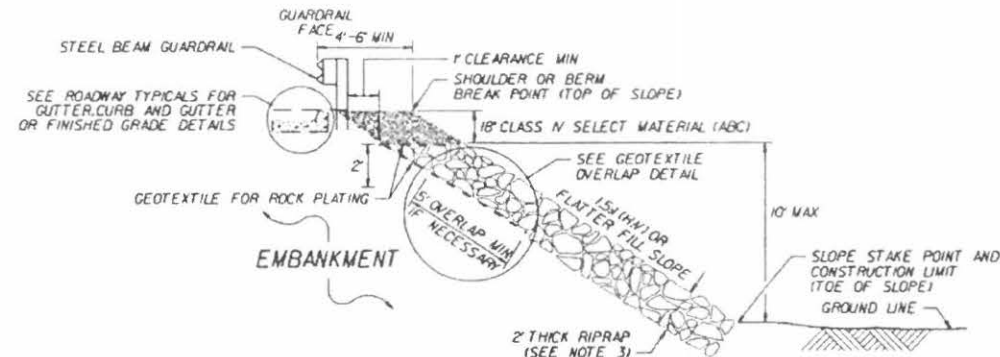 GUARDRAIL
FACE
4'-6" MIN
STEEL BEAM GUARDRAIL
1' CLEARANCE MIN
SHOULDER OR BERM
BREAK POINT (TOP OF SLOPE)
SEE ROADWAY TYPICALS FOR
GUTTER,CURB AND GUTTER
OR FINISHED GRADE DETAILS
18" CLASS IV SELECT MATERIAL (ABC)
2'
SEE GEOTEXTILE
OVERLAP DETAIL
GEOTEXTILE FOR ROCK PLATING
1.5:1 (H:V) OR
FLATTER FILL SLOPE
10' MAX
1.5' OVERLAP MIN
IF NECESSARY
EMBANKMENT
SLOPE STAKE POINT AND
CONSTRUCTION LIMIT
(TOE OF SLOPE)
GROUND LINE
2' THICK RIPRAP
(SEE NOTE 3)